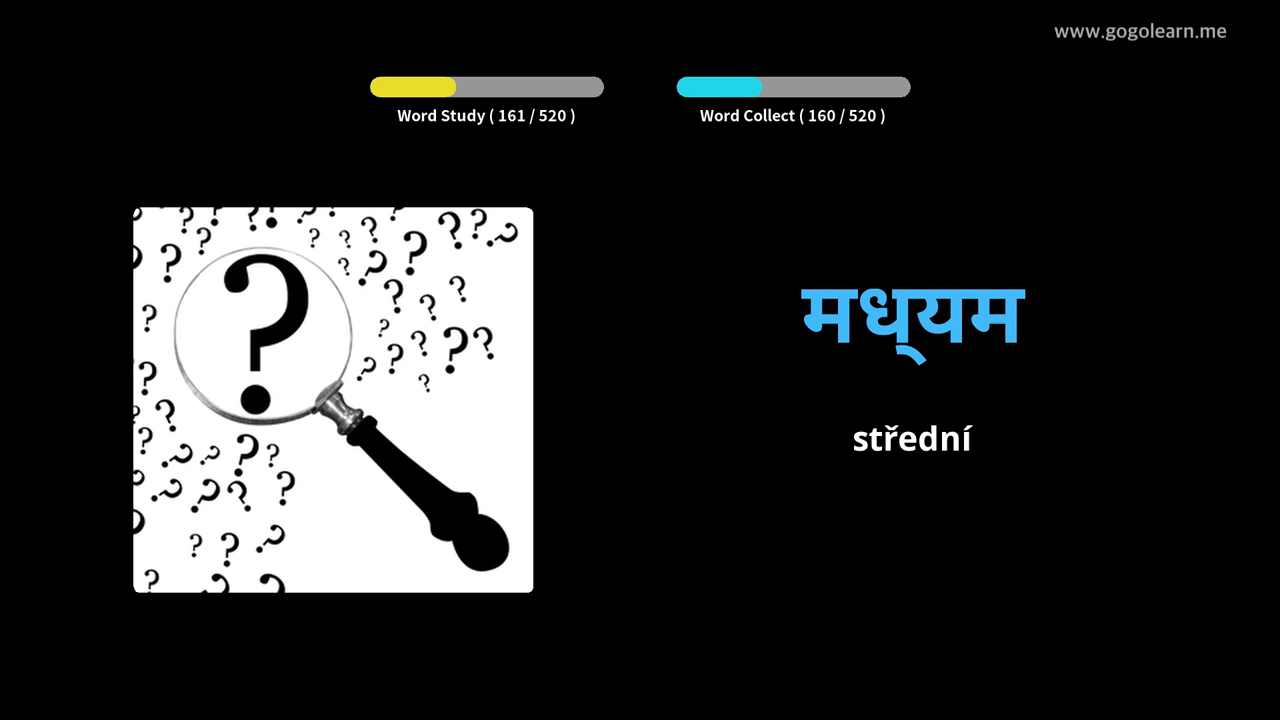 www.gogolearn.me
Word Study ( 161 / 520 )
Word Collect ( 160 / 520 )
मध्‌यम
střední